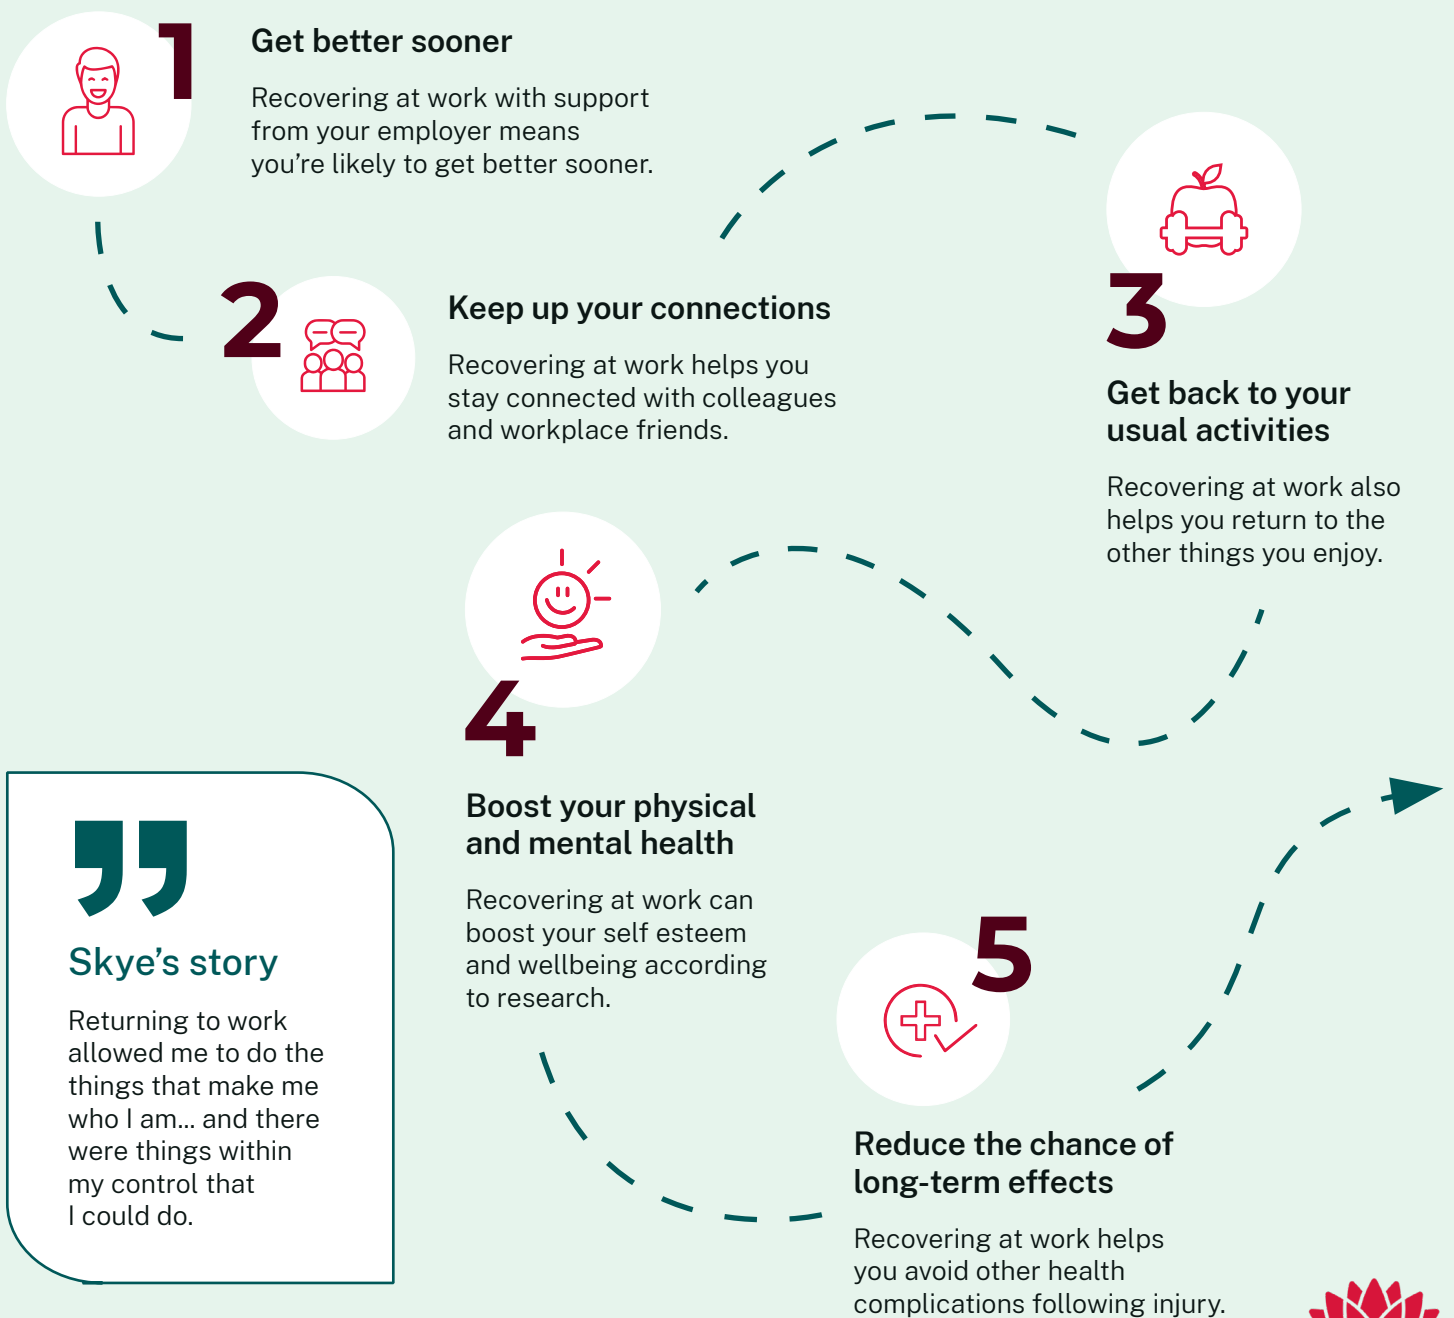 1
Get better sooner
Recovering at work with support
from your employer means
you’re likely to get better sooner.
2
Keep up your connections
Recovering at work helps you
stay connected with colleagues
and workplace friends.
3
Get back to your
usual activities
Recovering at work also
helps you return to the
other things you enjoy.
4
Boost your physical
and mental health
Recovering at work can
boost your self esteem
and wellbeing according
to research.
5
Reduce the chance of
long-term effects
Recovering at work helps
you avoid other health
complications following injury.
”
Skye’s story
Returning to work
allowed me to do the
things that make me
who I am... and there
were things within
my control that
I could do.